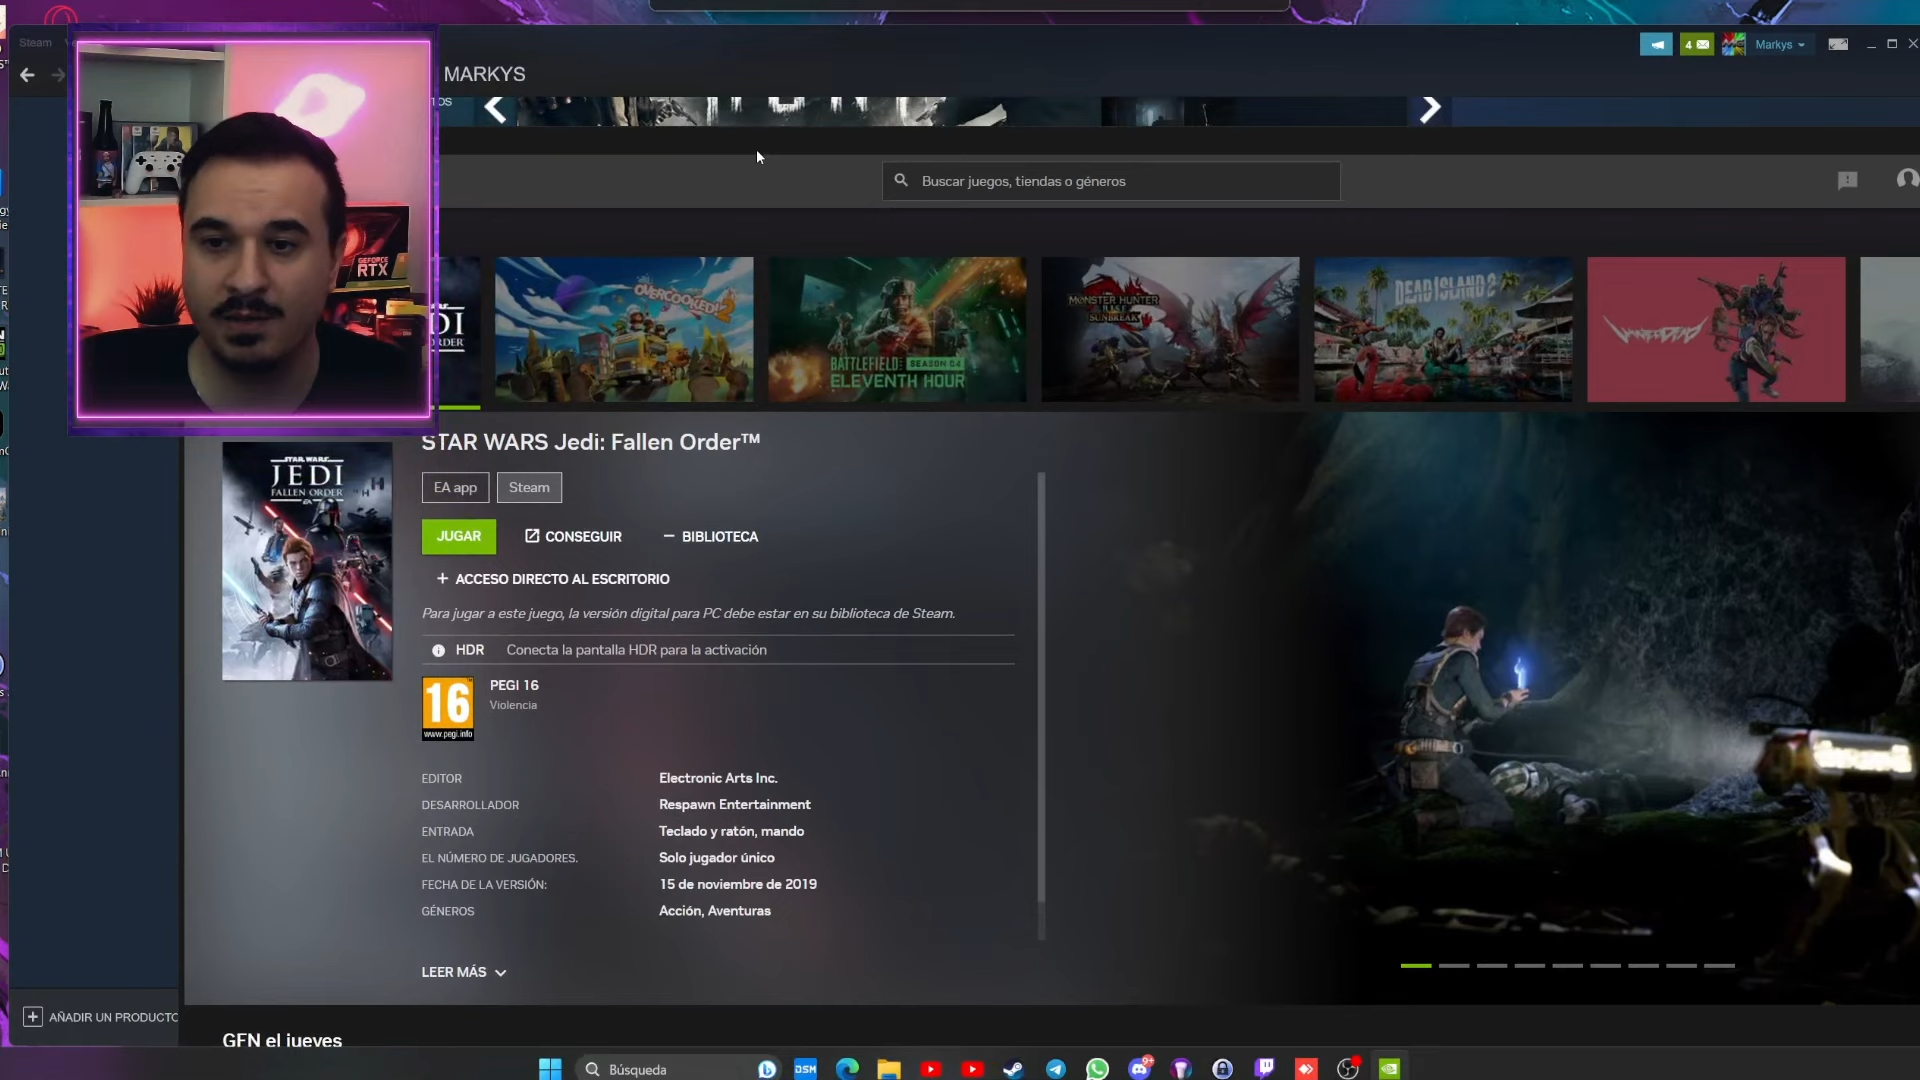 Steam
4
Markys
MARKYS
Buscar juegos, tiendas o géneros
GEFORCE
RTX
OVERCOOKED! 2
BATTLEFIELD SEASON 04
ELEVENTH HOUR
MONSTER HUNTER
RISE
SUNBREAK
DEAD ISLAND 2
WANTED: DEAD
STAR WARS Jedi: Fallen Order™
STAR WARS
JEDI
FALLEN ORDER
EA app
Steam
JUGAR
CONSEGUIR
BIBLIOTECA
ACCESO DIRECTO AL ESCRITORIO
Para jugar a este juego, la versión digital para PC debe estar en su biblioteca de Steam.
HDR Conecta la pantalla HDR para la activación
16
www.pegi.info
PEGI 16
Violencia
EDITOR Electronic Arts Inc.
DESARROLLADOR Respawn Entertainment
ENTRADA Teclado y ratón, mando
EL NÚMERO DE JUGADORES. Solo jugador único
FECHA DE LA VERSIÓN: 15 de noviembre de 2019
GÉNEROS Acción, Aventuras
LEER MÁS
AÑADIR UN PRODUCTO
GFN el jueves
Búsqueda
DSM
9+